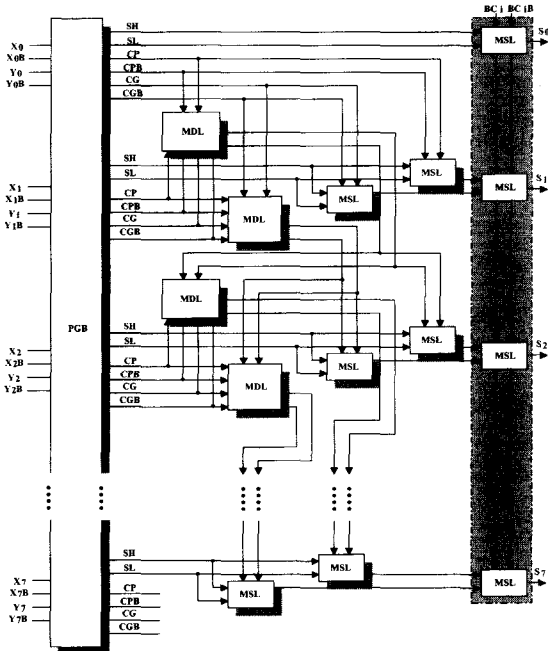 BC i BC iB
SH
S0
X0
SL
MSL
X0B
CP
Y0
CPB
Y0B
CG
CGB
MDL
SH
MSL
X1
SL
S1
X1B
CP
MSL
MSL
Y1
CPB
MDL
Y1B
CG
CGB
MDL
PGB
SH
MSL
X2
SL
S2
X2B
CP
MSL
MSL
Y2
CPB
MDL
Y2B
CG
CGB
SH
MSL
X7
SL
S7
X7B
CP
MSL
MSL
Y7
CPB
Y7B
CG
CGB